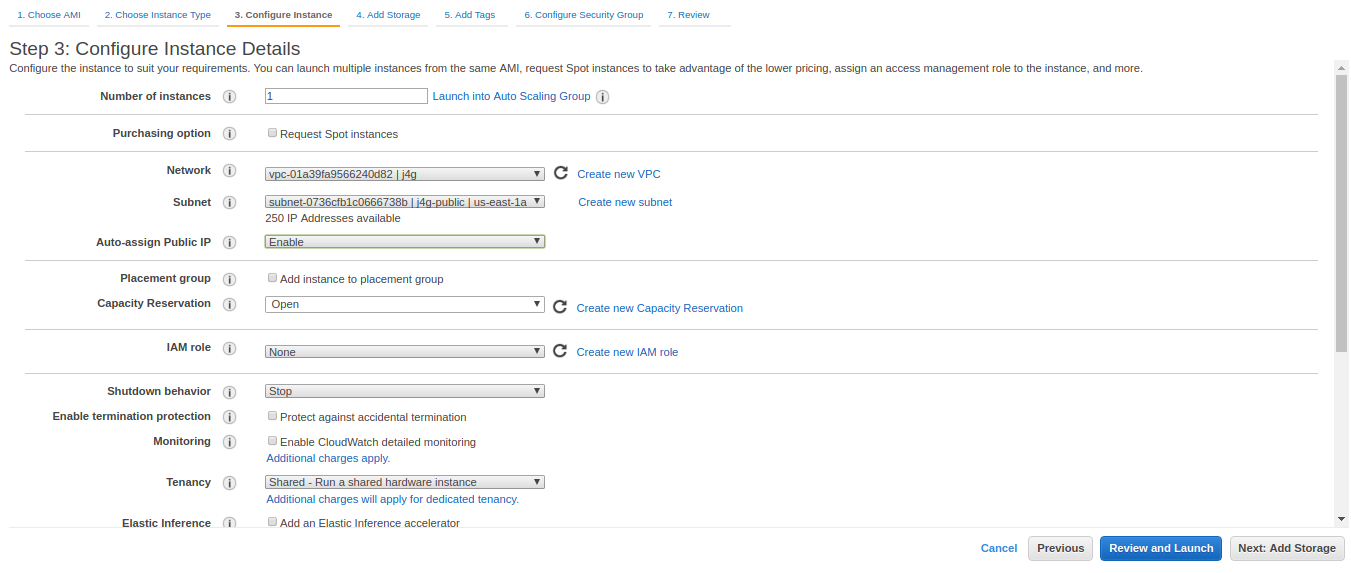 1. Choose AMI 2. Choose Instance Type 3. Configure Instance 4. Add Storage 5. Add Tags 6. Configure Security Group 7. Review
Step 3: Configure Instance Details
Configure the instance to suit your requirements. You can launch multiple instances from the same AMI, request Spot instances to take advantage of the lower pricing, assign an access management role to the instance, and more.
Number of instances 1 Launch into Auto Scaling Group
Purchasing option Request Spot instances
Network vpc-01a39fa9566240d82 | j4g Create new VPC
Subnet subnet-0736cfb1c0666738b | j4g-public | us-east-1a Create new subnet
250 IP Addresses available
Auto-assign Public IP Enable
Placement group Add instance to placement group
Capacity Reservation Open Create new Capacity Reservation
IAM role None Create new IAM role
Shutdown behavior Stop
Enable termination protection Protect against accidental termination
Monitoring Enable CloudWatch detailed monitoring
Additional charges apply.
Tenancy Shared - Run a shared hardware instance
Additional charges will apply for dedicated tenancy.
Elastic Inference Add an Elastic Inference accelerator
Cancel Previous Review and Launch Next: Add Storage